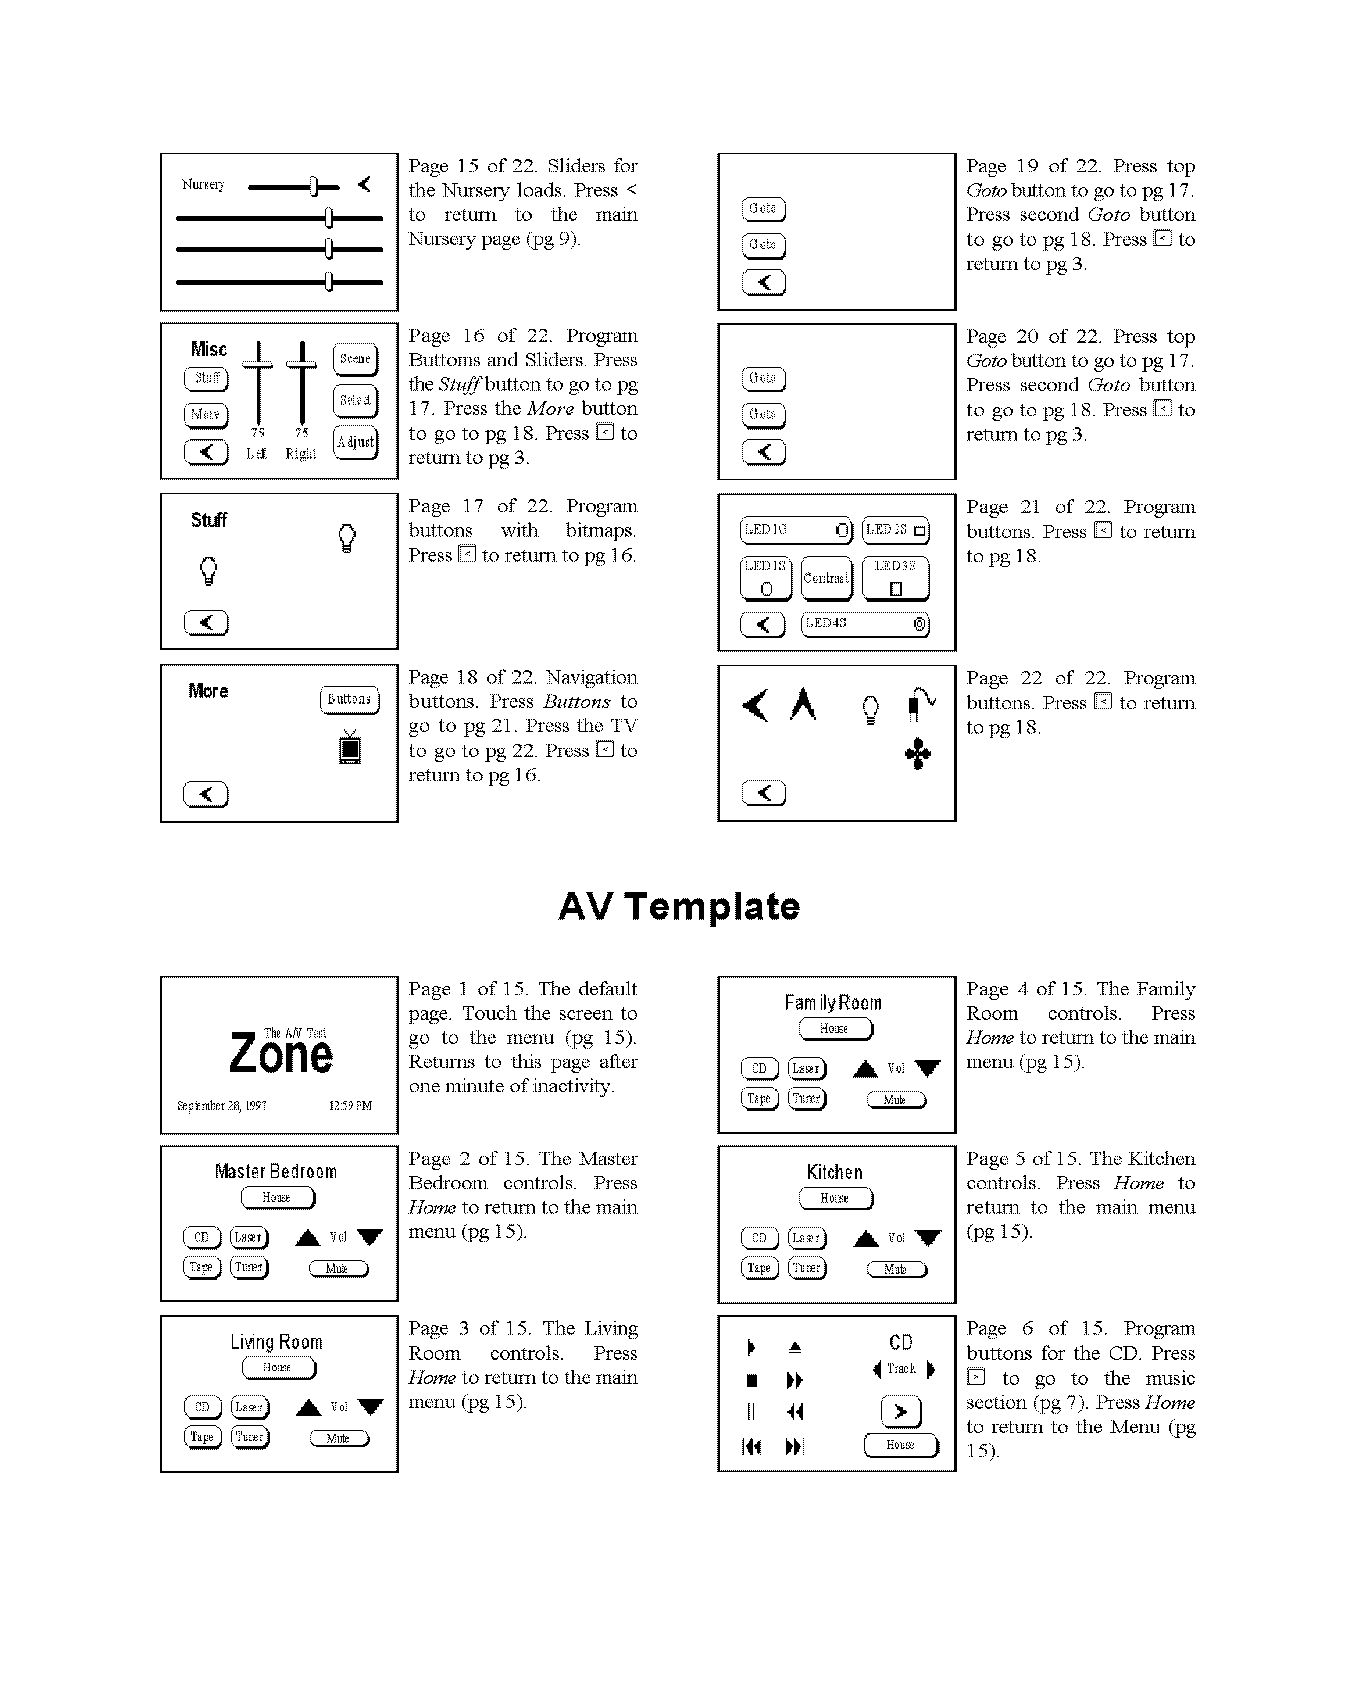 Nursery
Page 15 of 22. Sliders for
the Nursery loads. Press <
to return to the main
Nursery page (pg 9).
Misc
Stuff
More
75
75
Left
Right
Scene
Select
Adjust
Page 16 of 22. Program
Buttoms and Sliders. Press
the Stuff button to go to pg
17. Press the More button
to go to pg 18. Press < to
return to pg 3.
Stuff
Page 17 of 22. Program
buttons with bitmaps.
Press < to return to pg 16.
More
Buttons
Page 18 of 22. Navigation
buttons. Press Buttons to
go to pg 21. Press the TV
to go to pg 22. Press < to
return to pg 16.
Goto
Goto
Page 19 of 22. Press top
Goto button to go to pg 17.
Press second Goto button
to go to pg 18. Press < to
return to pg 3.
Goto
Goto
Page 20 of 22. Press top
Goto button to go to pg 17.
Press second Goto button
to go to pg 18. Press < to
return to pg 3.
LED1G
LED2S
LED1S
Contrast
LED3S
LED4S
Page 21 of 22. Program
buttons. Press < to return
to pg 18.
Page 22 of 22. Program
buttons. Press < to return
to pg 18.
AV Template
The A/V Test
Zone
September 28, 1997 12:59 PM
Page 1 of 15. The default
page. Touch the screen to
go to the menu (pg 15).
Returns to this page after
one minute of inactivity.
Master Bedroom
House
CD Laser Vol
Tape Tuner Mute
Page 2 of 15. The Master
Bedroom controls. Press
Home to return to the main
menu (pg 15).
Living Room
House
CD Laser Vol
Tape Tuner Mute
Page 3 of 15. The Living
Room controls. Press
Home to return to the main
menu (pg 15).
Family Room
House
CD Laser Vol
Tape Tuner Mute
Page 4 of 15. The Family
Room controls. Press
Home to return to the main
menu (pg 15).
Kitchen
House
CD Laser Vol
Tape Tuner Mute
Page 5 of 15. The Kitchen
controls. Press Home to
return to the main menu
(pg 15).
CD
Track
>
House
Page 6 of 15. Program
buttons for the CD. Press
> to go to the music
section (pg 7). Press Home
to return to the Menu (pg
15).